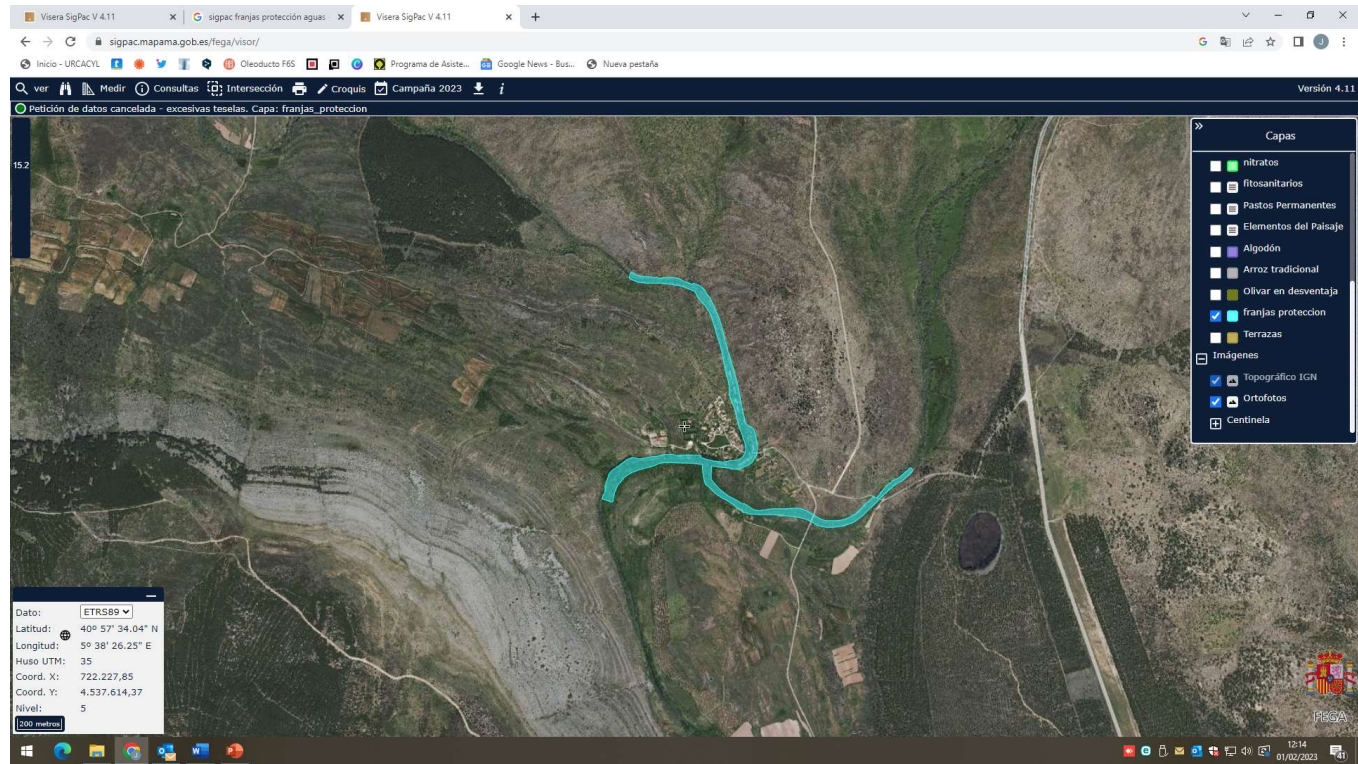 Visera SigPac V 4.11
sigpac franjas protección aguas
Visera SigPac V 4.11
sigpac.mapama.gob.es/fega/visor/
Inicio - URCACYL
Oleoducto F6S
Programa de Asiste...
Google News - Bus...
Nueva pestaña
ver Medir Consultas Intersección Croquis Campaña 2023 Versión 4.11
Petición de datos cancelada - excesivas teselas. Capa: franjas_proteccion
15.2
Capas
nitratos
fitosanitarios
Pastos Permanentes
Elementos del Paisaje
Algodón
Arroz tradicional
Olivar en desventaja
franjas proteccion
Terrazas
Imágenes
Topográfico IGN
Ortofotos
Centinela
Dato: ETRS89
Latitud: 40º 57' 34.04" N
Longitud: 5º 38' 26.25" E
Huso UTM: 35
Coord. X: 722.227,85
Coord. Y: 4.537.614,37
Nivel: 5
200 metros
FEGA
12:14
01/02/2023
41